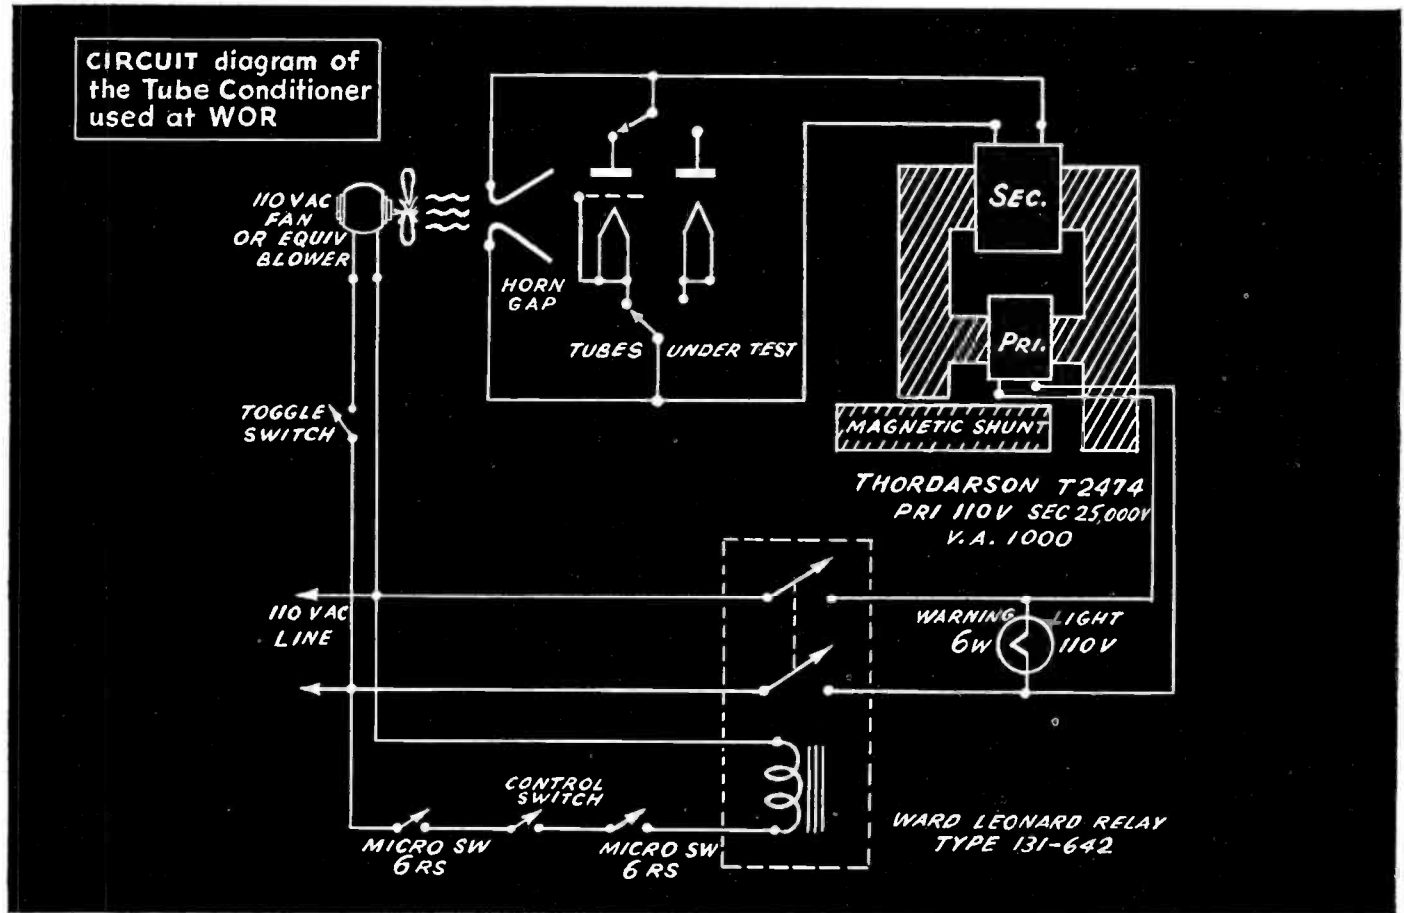 CIRCUIT diagram of
the Tube Conditioner
used at WOR
110 VAC
FAN
OR EQUIV
BLOWER
HORN
GAP
TUBES UNDER TEST
SEC.
PRI.
MAGNETIC SHUNT
THORDARSON T2474
PRI 110V SEC 25,000V
V.A. 1000
TOGGLE
SWITCH
110 VAC
LINE
WARNING LIGHT
6W 110V
CONTROL
SWITCH
MICRO SW
6RS
MICRO SW
6RS
WARD LEONARD RELAY
TYPE 131-642